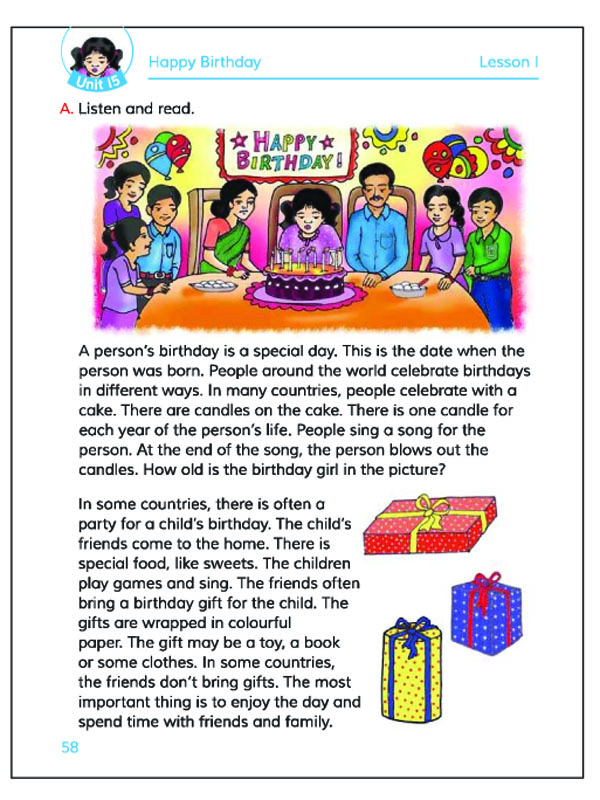 Unit 15
Happy Birthday
Lesson 1
A. Listen and read.
HAPPY
BIRTHDAY!
A person's birthday is a special day. This is the date when the
person was born. People around the world celebrate birthdays
in different ways. In many countries, people celebrate with a
cake. There are candles on the cake. There is one candle for
each year of the person's life. People sing a song for the
person. At the end of the song, the person blows out the
candles. How old is the birthday girl in the picture?
In some countries, there is often a
party for a child's birthday. The child's
friends come to the home. There is
special food, like sweets. The children
play games and sing. The friends often
bring a birthday gift for the child. The
gifts are wrapped in colourful
paper. The gift may be a toy, a book
or some clothes. In some countries,
the friends don't bring gifts. The most
important thing is to enjoy the day and
spend time with friends and family.
58